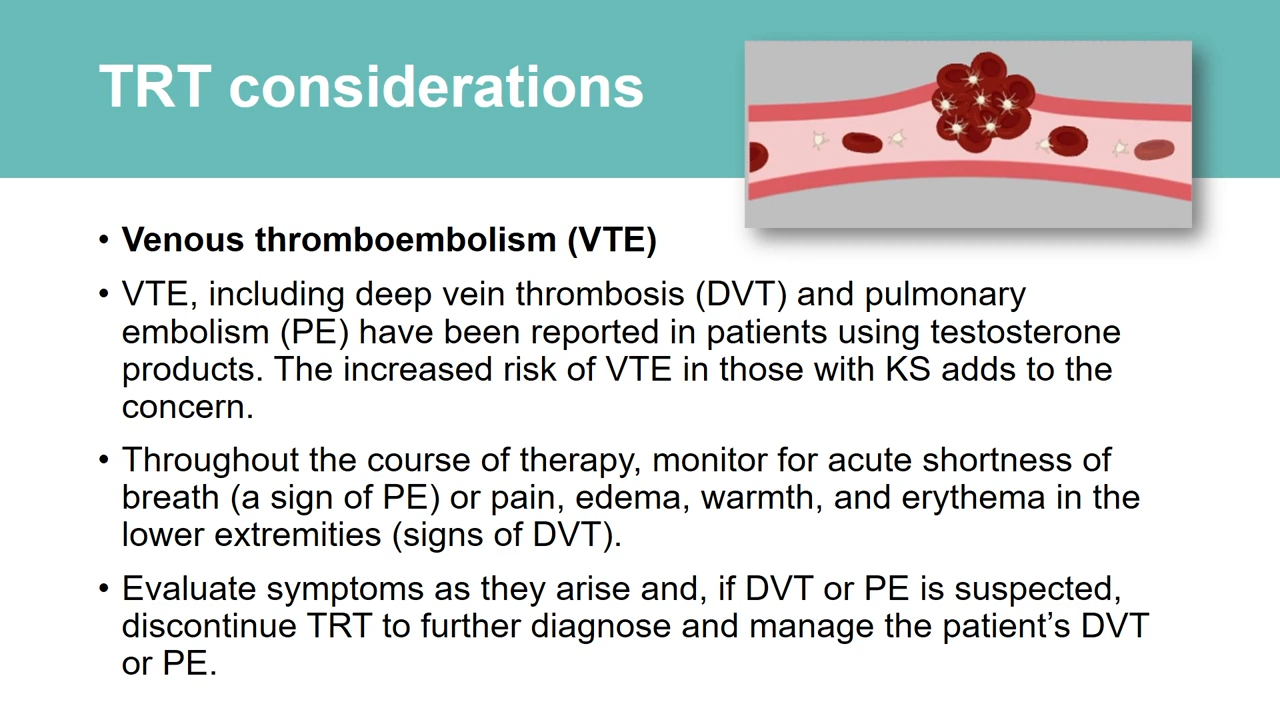 TRT considerations
• Venous thromboembolism (VTE)
• VTE, including deep vein thrombosis (DVT) and pulmonary
embolism (PE) have been reported in patients using testosterone
products. The increased risk of VTE in those with KS adds to the
concern.
• Throughout the course of therapy, monitor for acute shortness of
breath (a sign of PE) or pain, edema, warmth, and erythema in the
lower extremities (signs of DVT).
• Evaluate symptoms as they arise and, if DVT or PE is suspected,
discontinue TRT to further diagnose and manage the patient’s DVT
or PE.